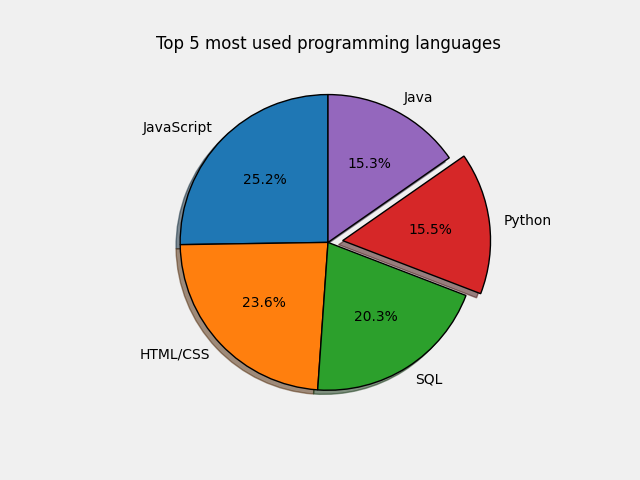 Top 5 most used programming languages
Java
JavaScript
15.3%
25.2%
Python
15.5%
23.6%
20.3%
HTML/CSS
SQL